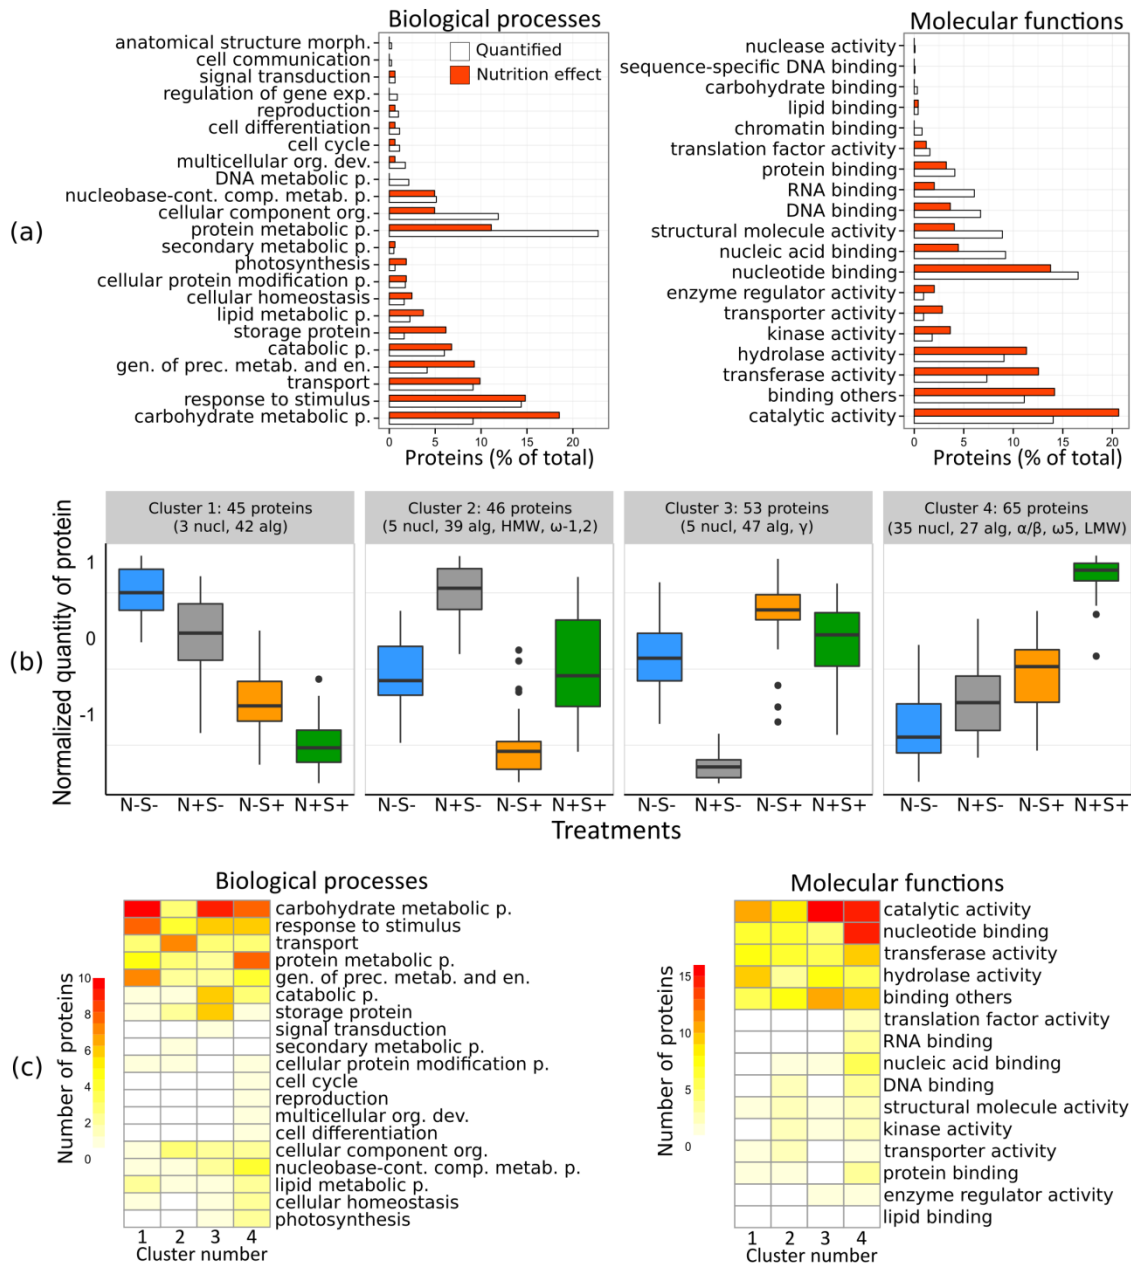 Biological processes
Molecular functions
(a)
anatomical structure morph.
cell communication
signal transduction
regulation of gene exp.
reproduction
cell differentiation
cell cycle
multicellular org. dev.
DNA metabolic p.
nucleobase-cont. comp. metab. p.
cellular component org.
protein metabolic p.
secondary metabolic p.
photosynthesis
cellular protein modification p.
cellular homeostasis
lipid metabolic p.
storage protein
catabolic p.
gen. of prec. metab. and en.
transport
response to stimulus
carbohydrate metabolic p.
Quantified
Nutrition effect
0 5 10 15 20
Proteins (% of total)
nuclease activity
sequence-specific DNA binding
carbohydrate binding
lipid binding
chromatin binding
translation factor activity
protein binding
RNA binding
DNA binding
structural molecule activity
nucleic acid binding
nucleotide binding
enzyme regulator activity
transporter activity
kinase activity
hydrolase activity
transferase activity
binding others
catalytic activity
0 5 10 15 20
Proteins (% of total)
(b)
Normalized quantity of protein
1
0
-1
Cluster 1: 45 proteins
(3 nucl, 42 alg)
Cluster 2: 46 proteins
(5 nucl, 39 alg, HMW, ω-1,2)
Cluster 3: 53 proteins
(5 nucl, 47 alg, γ)
Cluster 4: 65 proteins
(35 nucl, 27 alg, α/β, ω5, LMW)
N-S- N+S- N-S+ N+S+
N-S- N+S- N-S+ N+S+
N-S- N+S- N-S+ N+S+
N-S- N+S- N-S+ N+S+
Treatments
(c)
Biological processes
Number of proteins
10
8
6
4
2
0
carbohydrate metabolic p.
response to stimulus
transport
protein metabolic p.
gen. of prec. metab. and en.
catabolic p.
storage protein
signal transduction
secondary metabolic p.
cellular protein modification p.
cell cycle
reproduction
multicellular org. dev.
cell differentiation
cellular component org.
nucleobase-cont. comp. metab. p.
lipid metabolic p.
cellular homeostasis
photosynthesis
1 2 3 4
Cluster number
Molecular functions
Number of proteins
15
10
5
0
catalytic activity
nucleotide binding
transferase activity
hydrolase activity
binding others
translation factor activity
RNA binding
nucleic acid binding
DNA binding
structural molecule activity
kinase activity
transporter activity
protein binding
enzyme regulator activity
lipid binding
1 2 3 4
Cluster number